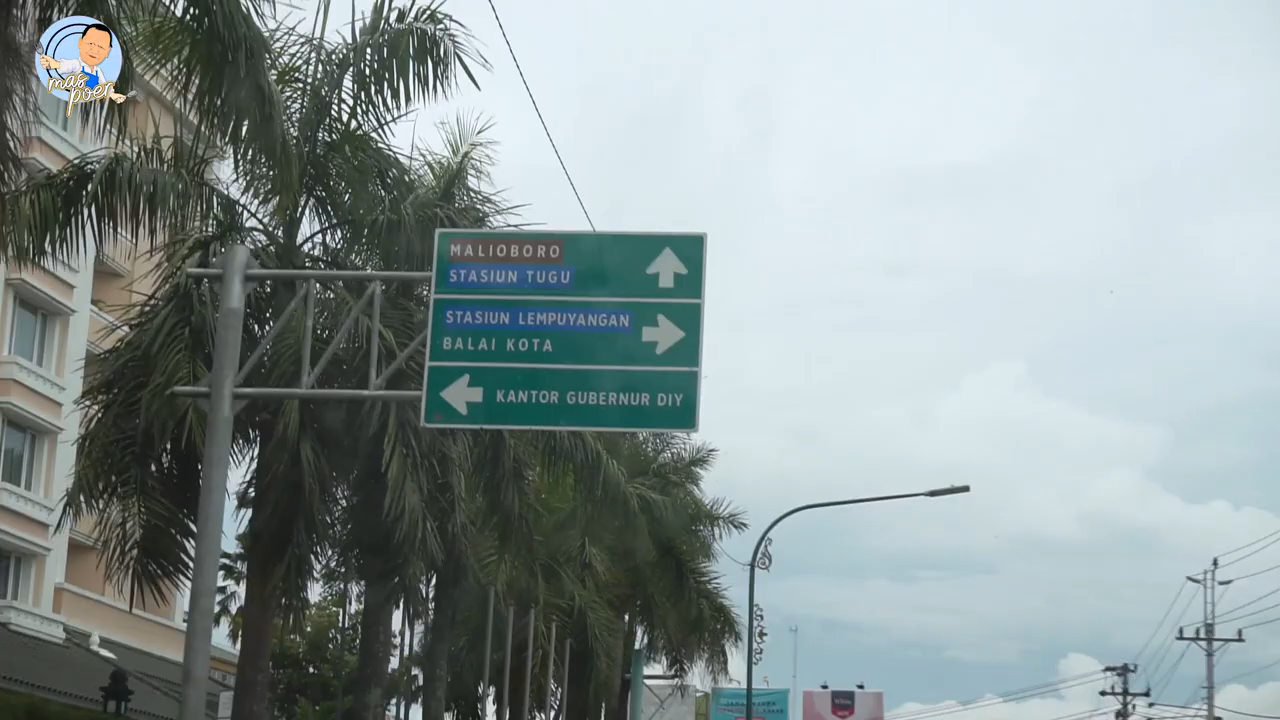 mas
poer
MALIOBORO
STASIUN TUGU
STASIUN LEMPUYANGAN
BALAI KOTA
KANTOR GUBERNUR DIY